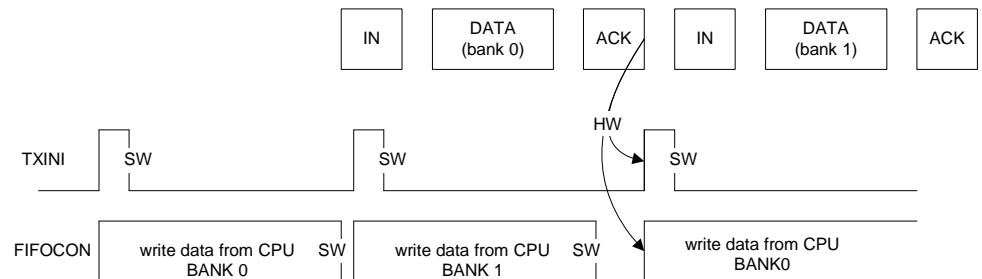 IN DATA ACK IN DATA ACK
(bank 0) (bank 1)
HW
TXINI SW SW SW
FIFOCON write data from CPU SW write data from CPU SW write data from CPU
BANK 0 BANK 1 BANK0